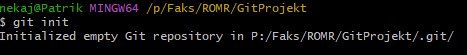 nekaj@Patrik MINGW64 /p/Faks/ROMR/GitProjekt
$ git init
Initialized empty Git repository in P:/Faks/ROMR/GitProjekt/.git/